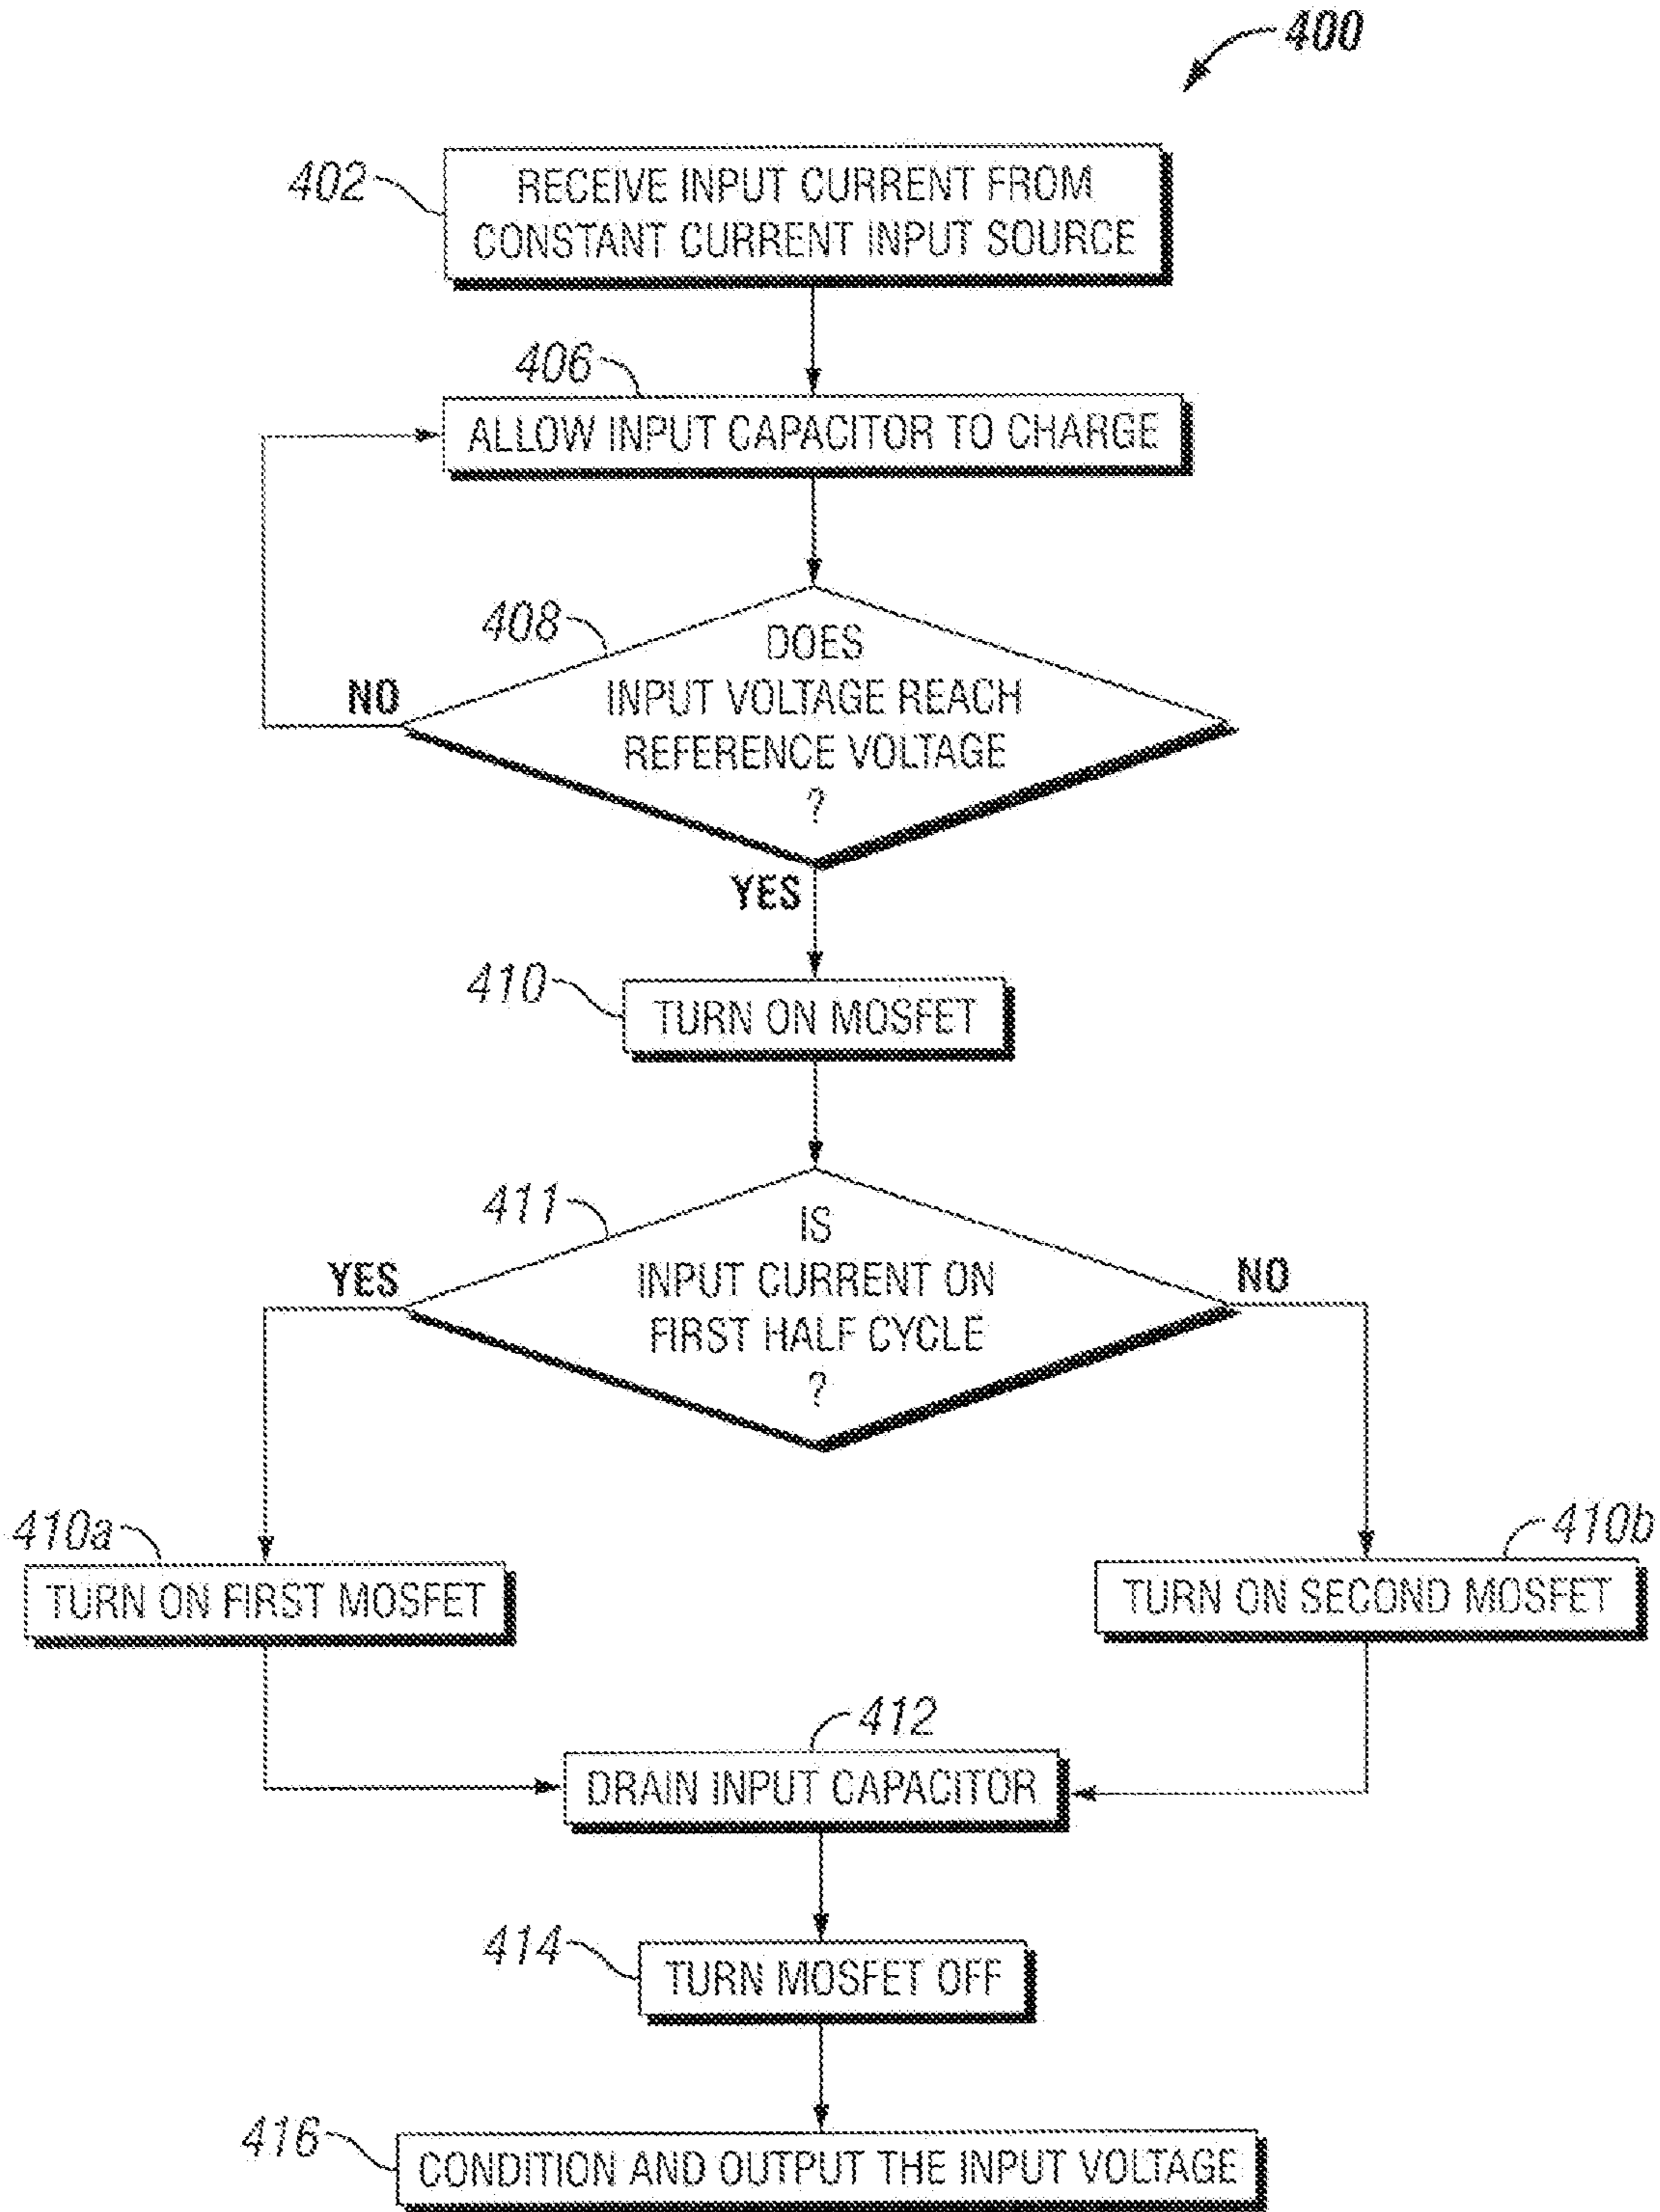 400
402
RECEIVE INPUT CURRENT FROM
CONSTANT CURRENT INPUT SOURCE
406
ALLOW INPUT CAPACITOR TO CHARGE
408
DOES
INPUT VOLTAGE REACH
REFERENCE VOLTAGE
?
NO
YES
410
TURN ON MOSFET
411
IS
INPUT CURRENT ON
FIRST HALF CYCLE
?
YES
NO
410a
TURN ON FIRST MOSFET
410b
TURN ON SECOND MOSFET
412
DRAIN INPUT CAPACITOR
414
TURN MOSFET OFF
416
CONDITION AND OUTPUT THE INPUT VOLTAGE